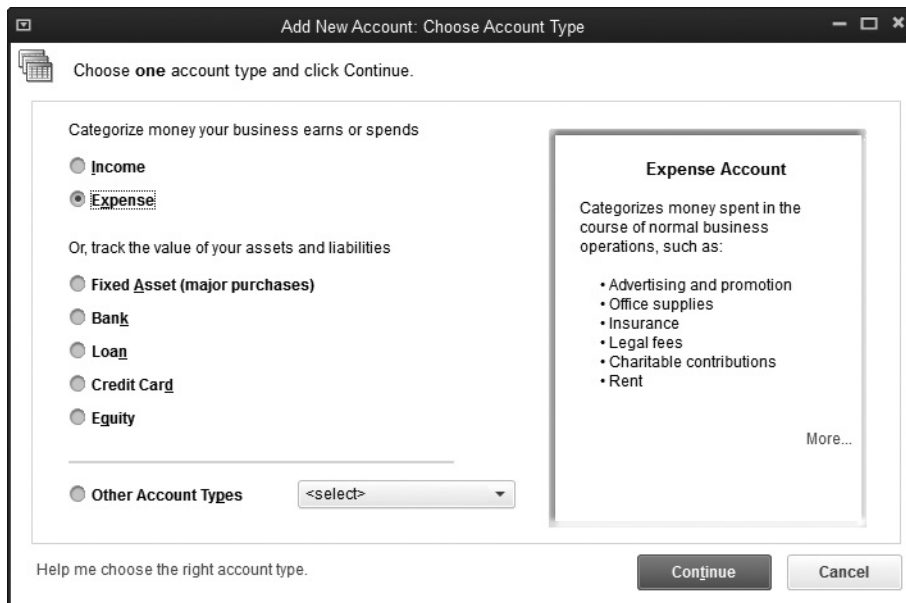 Add New Account: Choose Account Type
Choose one account type and click Continue.
Categorize money your business earns or spends
Income
Expense
Or, track the value of your assets and liabilities
Fixed Asset (major purchases)
Bank
Loan
Credit Card
Equity
Other Account Types
<select>
Expense Account
Categorizes money spent in the
course of normal business
operations, such as:
• Advertising and promotion
• Office supplies
• Insurance
• Legal fees
• Charitable contributions
• Rent
More...
Help me choose the right account type.
Continue
Cancel